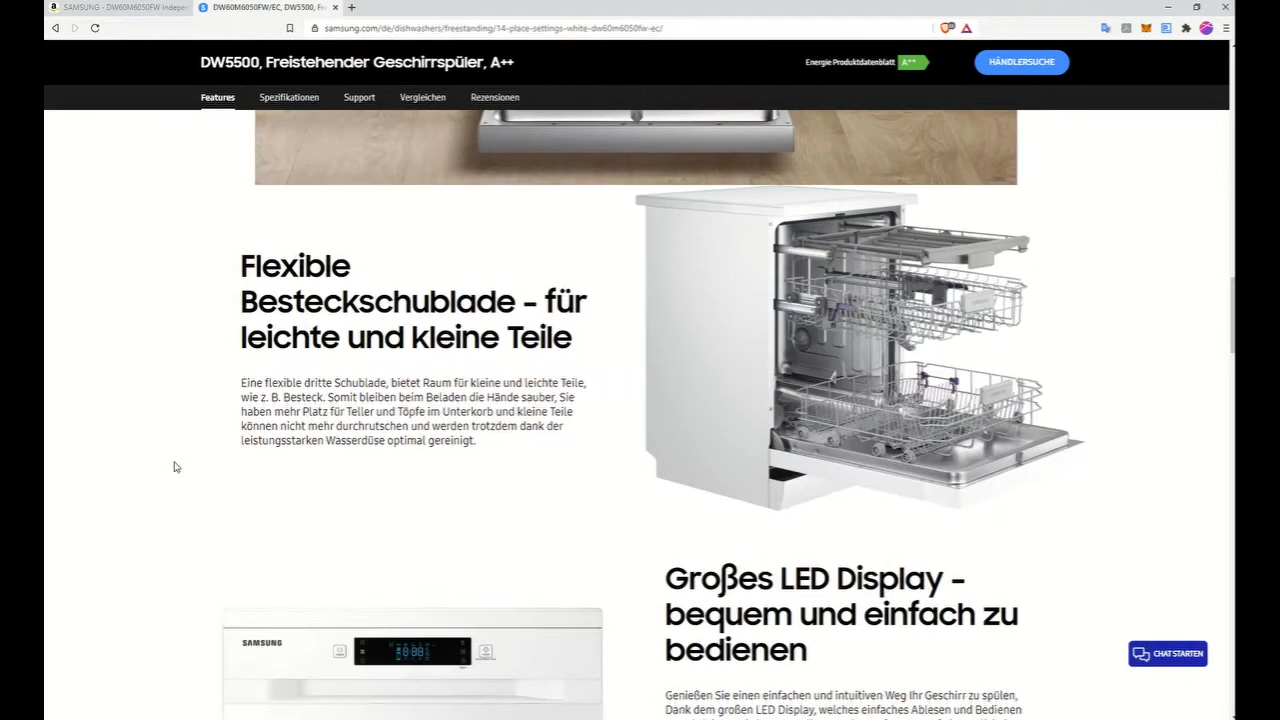 SAMSUNG - DW60M6050FW indepen
DW60M6050FW/EC, DW5500, Fre
samsung.com/de/dishwashers/freestanding/14-place-settings-white-dw60m6050fw-ec/
DW5500, Freistehender Geschirrspüler, A++
Energie Produktdatenblatt
A++
HÄNDLERSUCHE
Features
Spezifikationen
Support
Vergleichen
Rezensionen
Flexible
Besteckschublade – für
leichte und kleine Teile
Eine flexible dritte Schublade, bietet Raum für kleine und leichte Teile,
wie z. B. Besteck. Somit bleiben beim Beladen die Hände sauber, Sie
haben mehr Platz für Teller und Töpfe im Unterkorb und kleine Teile
können nicht mehr durchrutschen und werden trotzdem dank der
leistungsstarken Wasserdüse optimal gereinigt.
SAMSUNG
Großes LED Display –
bequem und einfach zu
bedienen
Genießen Sie einen einfachen und intuitiven Weg Ihr Geschirr zu spülen,
Dank dem großen LED Display, welches einfaches Ablesen und Bedienen
CHAT STARTEN